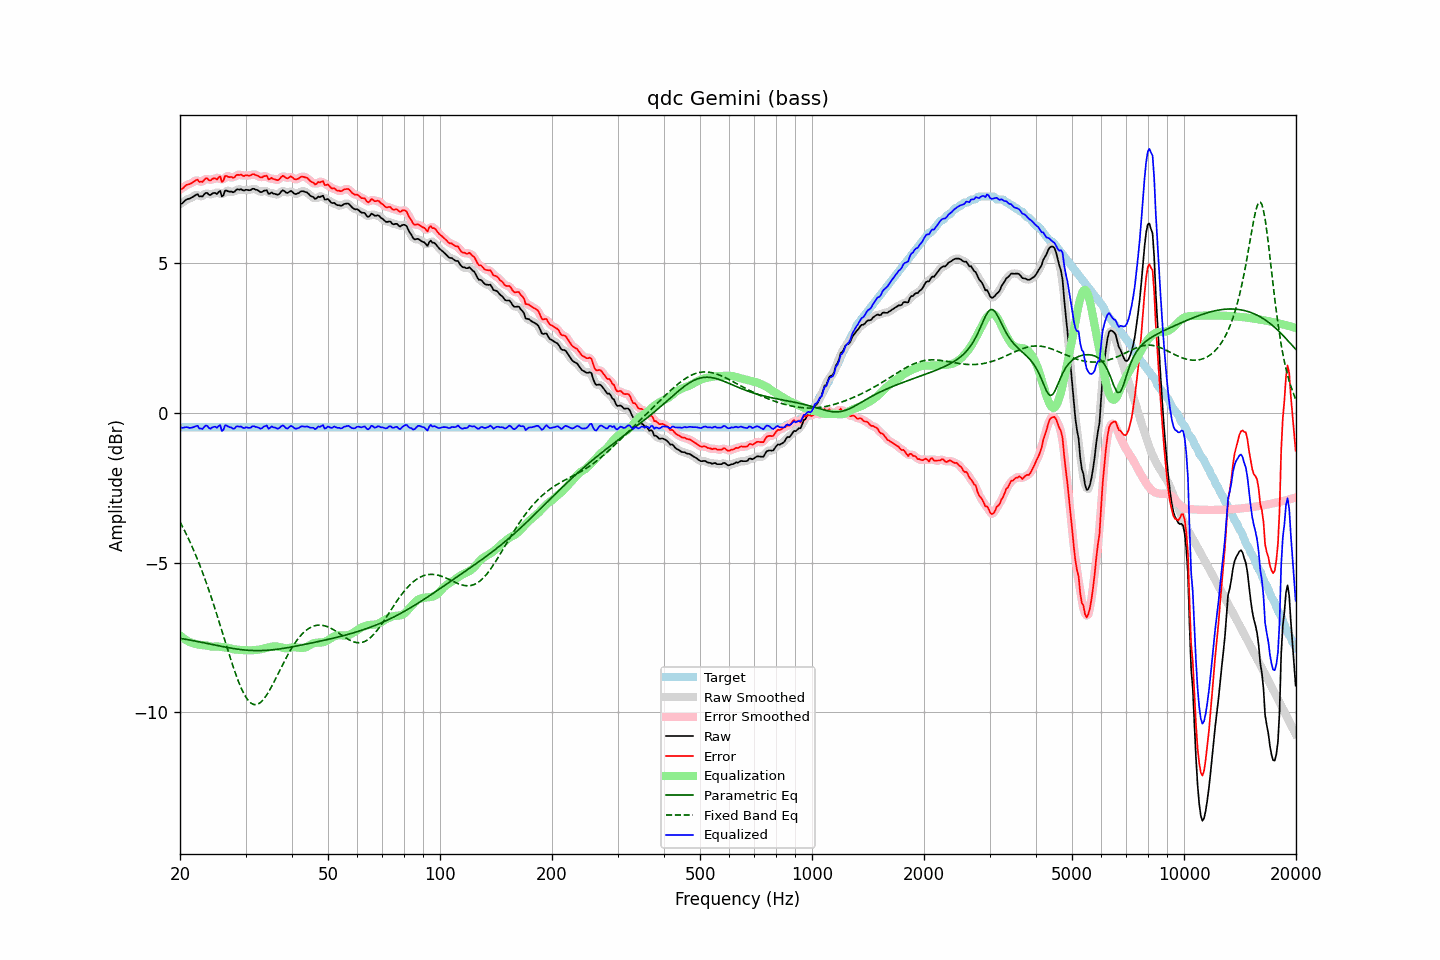 qdc Gemini (bass)
Amplitude (dBr)
5
0
−5
−10
Target
Raw Smoothed
Error Smoothed
Raw
Error
Equalization
Parametric Eq
Fixed Band Eq
Equalized
20 50 100 200 500 1000 2000 5000 10000 20000
Frequency (Hz)